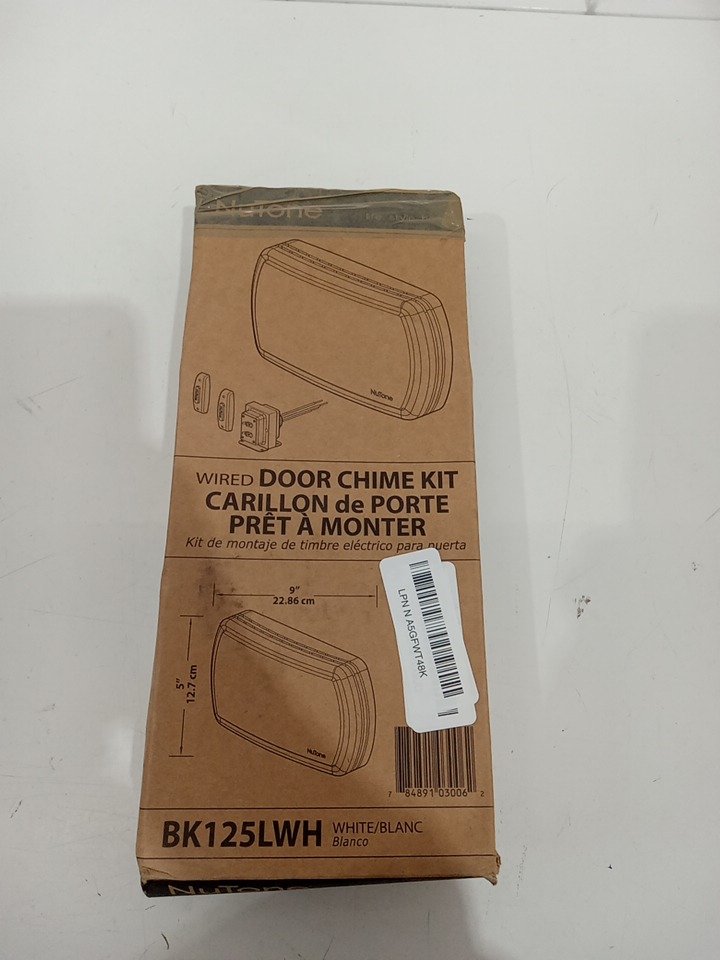 NuTone
NuTone
WIRED DOOR CHIME KIT
CARILLON de PORTE
PRÊT À MONTER
Kit de montaje de timbre eléctrico para puerta
9"
22.86 cm
5"
12.7 cm
NuTone
LPN N A5GFWT48K
7 84891 03006 2
BK125LWH WHITE/BLANC
Blanco
NuTone